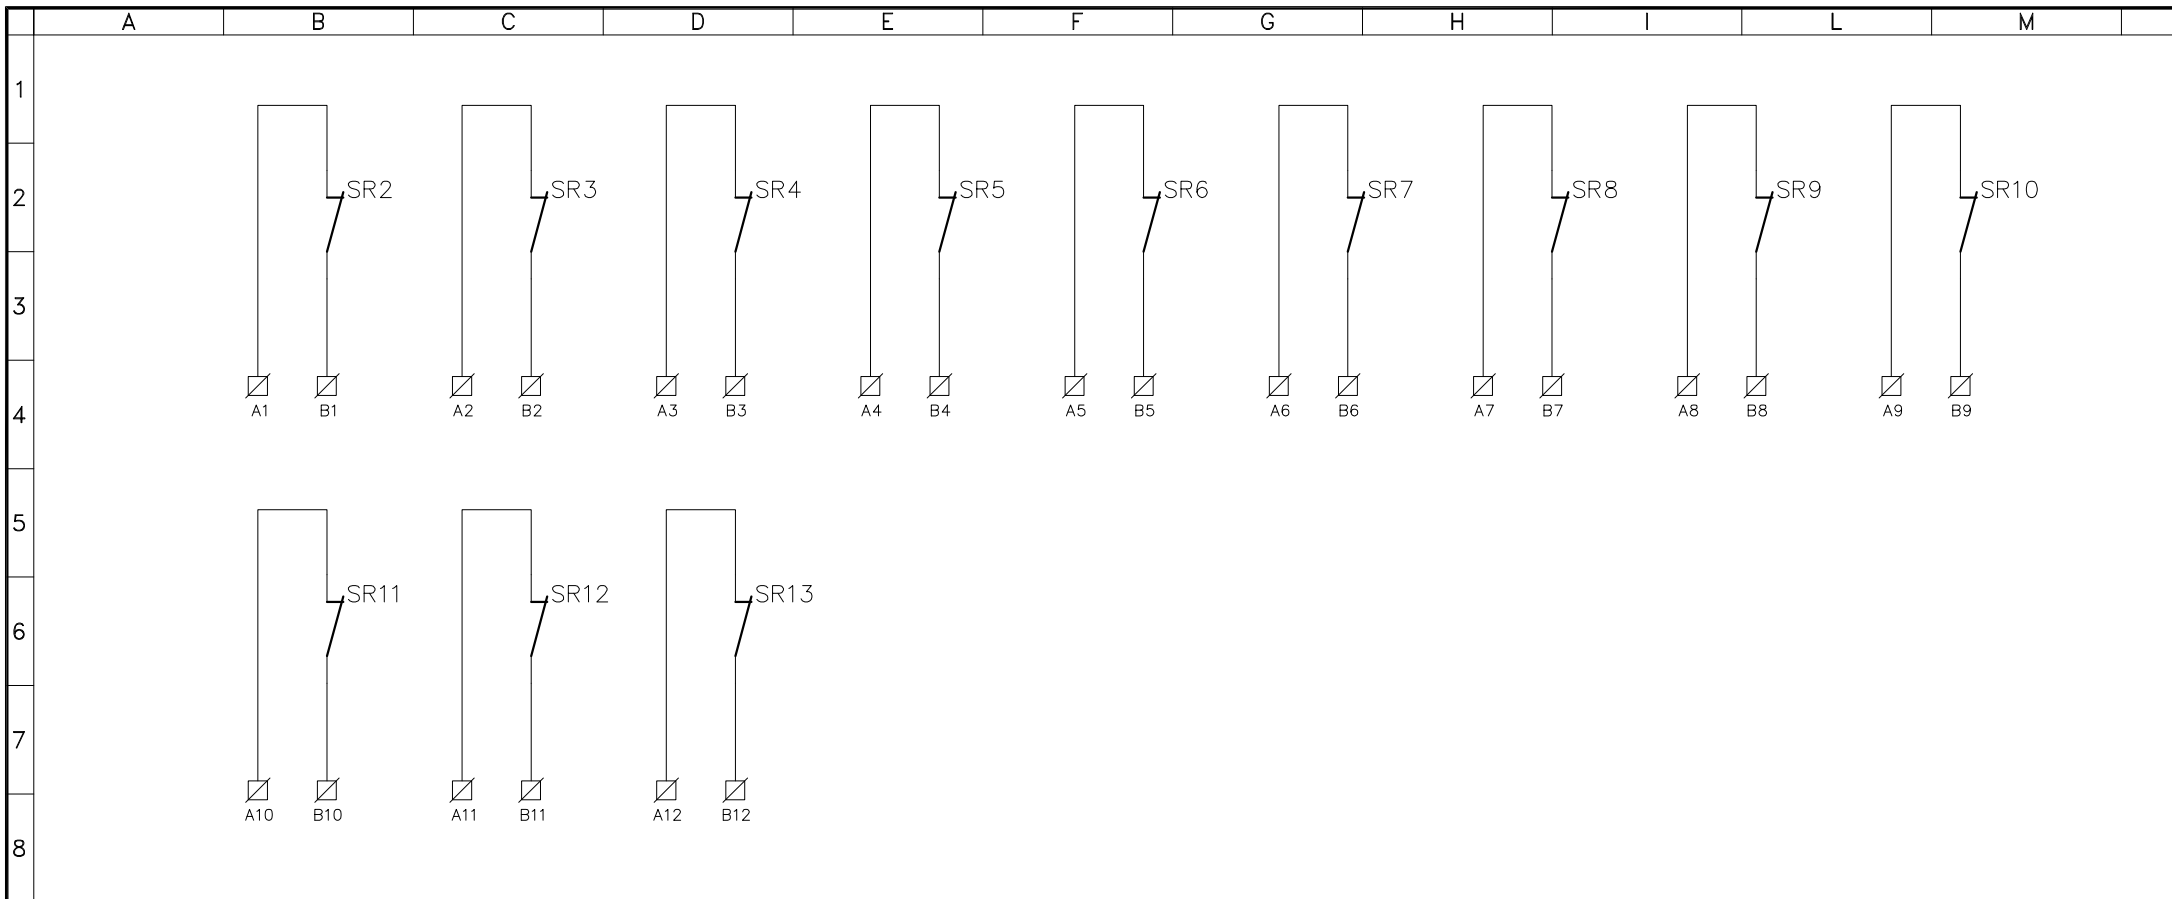 A B C D E F G H I L M
1
2 SR2 SR3 SR4 SR5 SR6 SR7 SR8 SR9 SR10
3
A1 B1 A2 B2 A3 B3 A4 B4 A5 B5 A6 B6 A7 B7 A8 B8 A9 B9
4
5
SR11 SR12 SR13
6
7
A10 B10 A11 B11 A12 B12
8